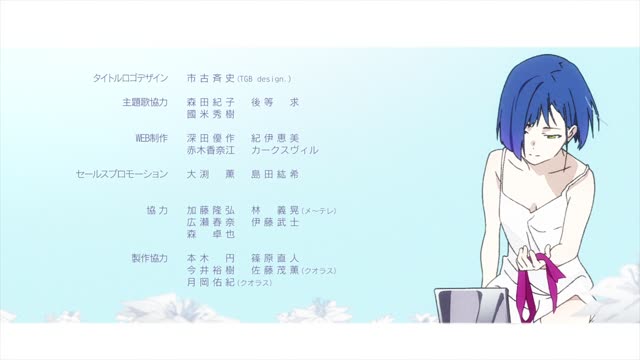 タイトルロゴデザイン 市古斉史(TGB design.)
主題歌協力 森田紀子 後等 求
國米秀樹
WEB制作 深田優作 紀伊恵美
赤木香奈江 カークスヴィル
セールスプロモーション 大渕 薫 島田紘希
協力 加藤隆弘 林 義晃(メ〜テレ)
広瀬春奈 伊藤武士
森 卓也
製作協力 本木 円 篠原直人
今井裕樹 佐藤茂薫(クオラス)
月岡佑紀(クオラス)